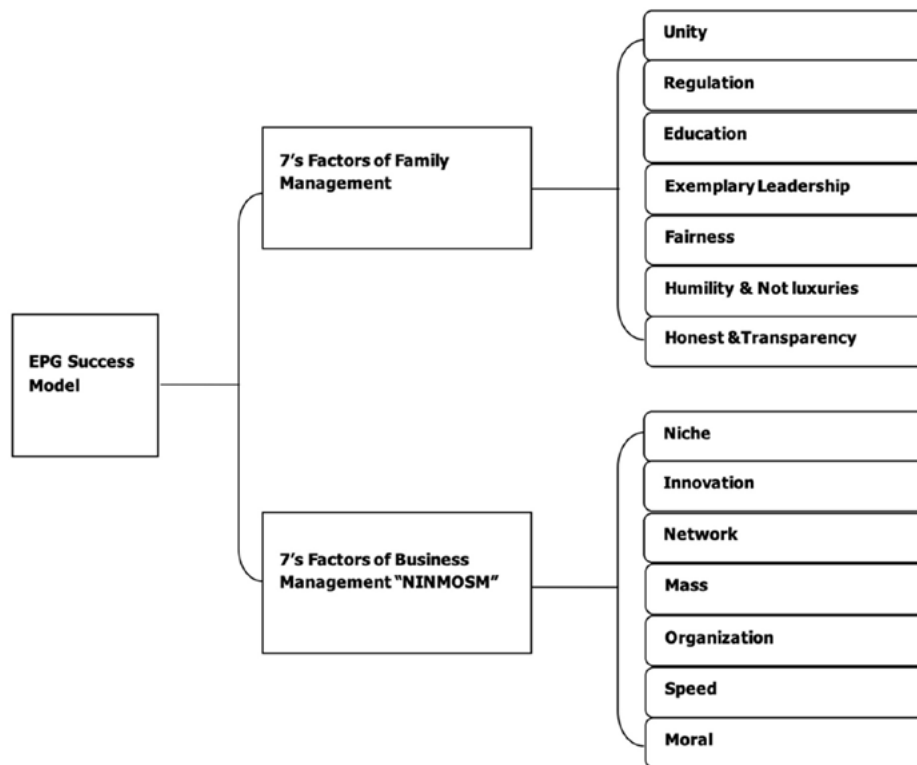 EPG Success
Model
7's Factors of Family
Management
Unity
Regulation
Education
Exemplary Leadership
Fairness
Humility & Not luxuries
Honest &Transparency
7's Factors of Business
Management “NINMOSM”
Niche
Innovation
Network
Mass
Organization
Speed
Moral